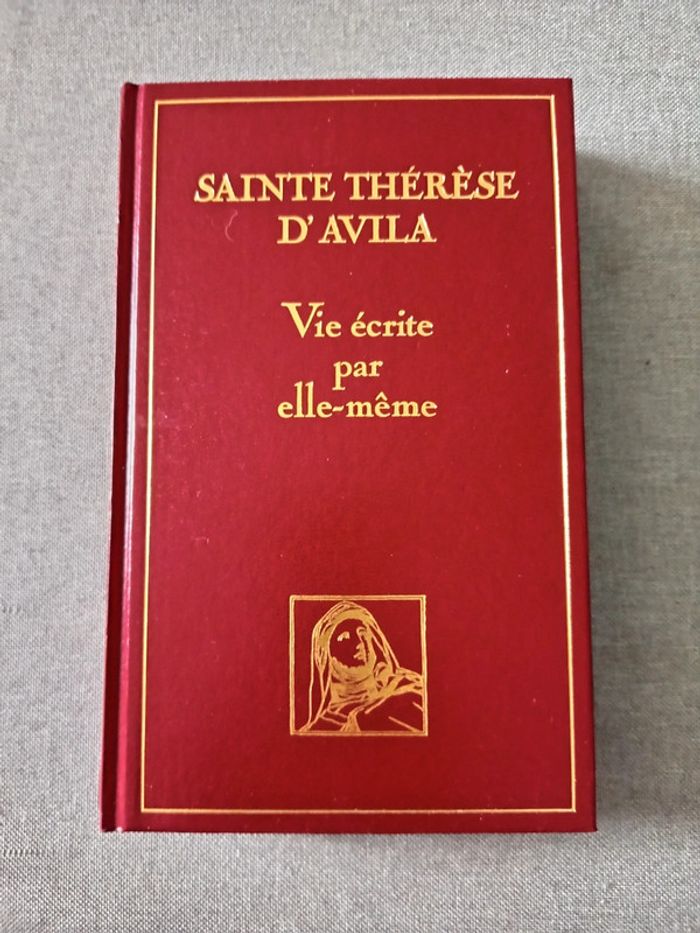 SAINTE THÉRÈSE
D'AVILA
Vie écrite
par
elle-même